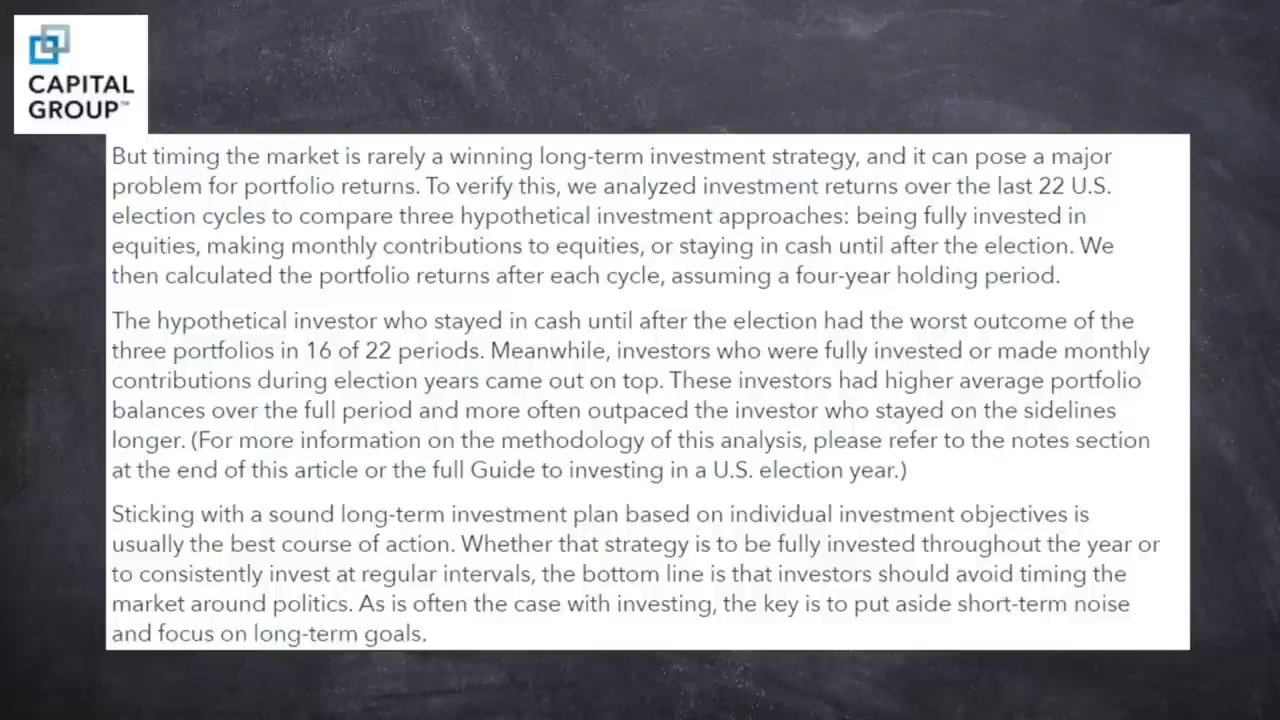 CAPITAL
GROUP™
But timing the market is rarely a winning long-term investment strategy, and it can pose a major
problem for portfolio returns. To verify this, we analyzed investment returns over the last 22 U.S.
election cycles to compare three hypothetical investment approaches: being fully invested in
equities, making monthly contributions to equities, or staying in cash until after the election. We
then calculated the portfolio returns after each cycle, assuming a four-year holding period.
The hypothetical investor who stayed in cash until after the election had the worst outcome of the
three portfolios in 16 of 22 periods. Meanwhile, investors who were fully invested or made monthly
contributions during election years came out on top. These investors had higher average portfolio
balances over the full period and more often outpaced the investor who stayed on the sidelines
longer. (For more information on the methodology of this analysis, please refer to the notes section
at the end of this article or the full Guide to investing in a U.S. election year.)
Sticking with a sound long-term investment plan based on individual investment objectives is
usually the best course of action. Whether that strategy is to be fully invested throughout the year or
to consistently invest at regular intervals, the bottom line is that investors should avoid timing the
market around politics. As is often the case with investing, the key is to put aside short-term noise
and focus on long-term goals.